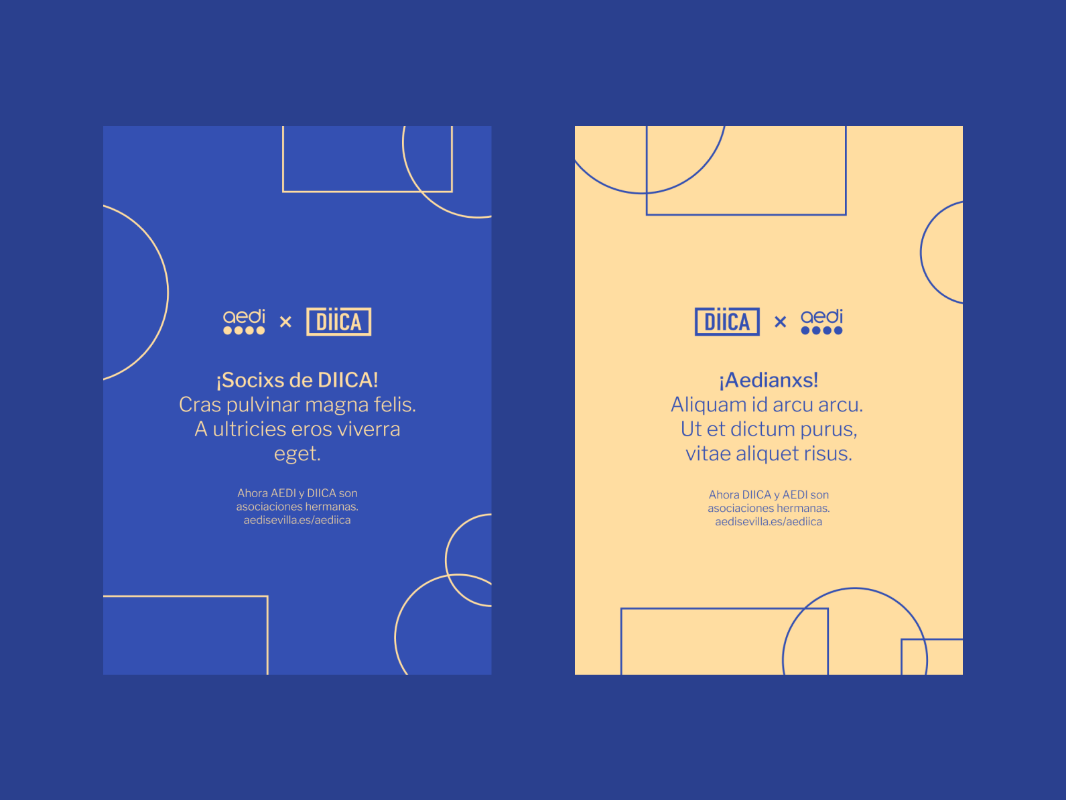 aedi × DIICA
¡Socixs de DIICA!
Cras pulvinar magna felis.
A ultricies eros viverra
eget.
Ahora AEDI y DIICA son
asociaciones hermanas.
aedisevilla.es/aediica
DIICA × aedi
¡Aedianxs!
Aliquam id arcu arcu.
Ut et dictum purus,
vitae aliquet risus.
Ahora DIICA y AEDI son
asociaciones hermanas.
aedisevilla.es/aediica